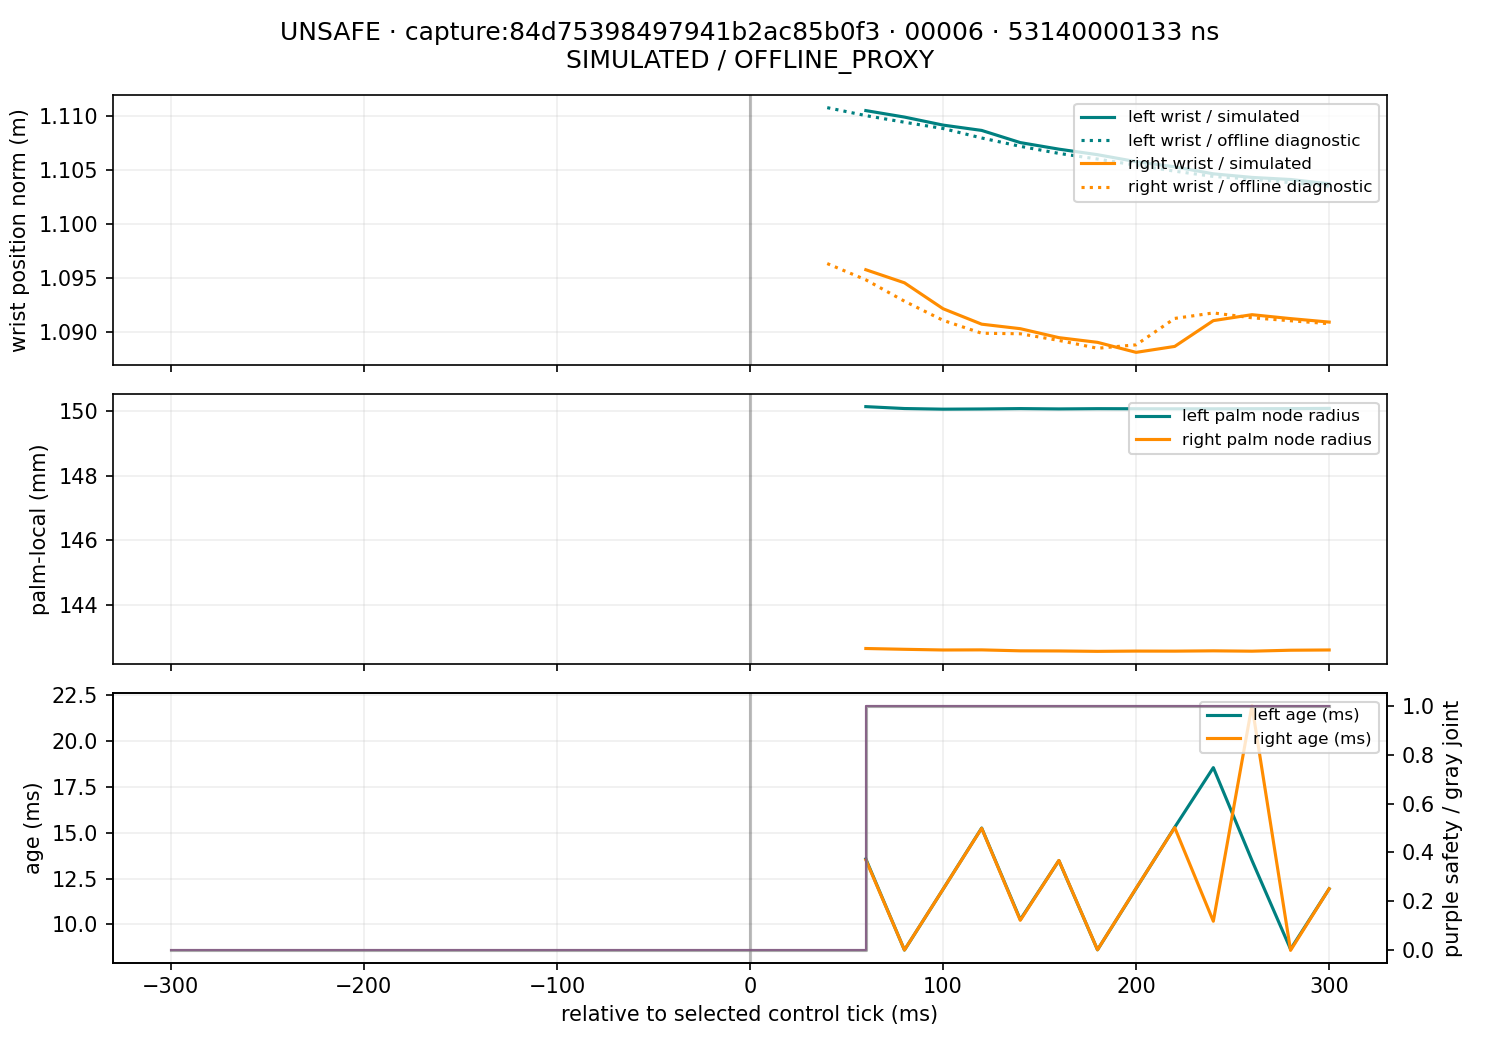 UNSAFE · capture:84d75398497941b2ac85b0f3 · 00006 · 53140000133 ns
SIMULATED / OFFLINE_PROXY
wrist position norm (m)
1.110
1.105
1.100
1.095
1.090
left wrist / simulated
left wrist / offline diagnostic
right wrist / simulated
right wrist / offline diagnostic
palm-local (mm)
150
148
146
144
left palm node radius
right palm node radius
age (ms)
22.5
20.0
17.5
15.0
12.5
10.0
left age (ms)
right age (ms)
1.0
0.8
0.6
0.4
0.2
0.0
purple safety / gray joint
−300
−200
−100
0
100
200
300
relative to selected control tick (ms)